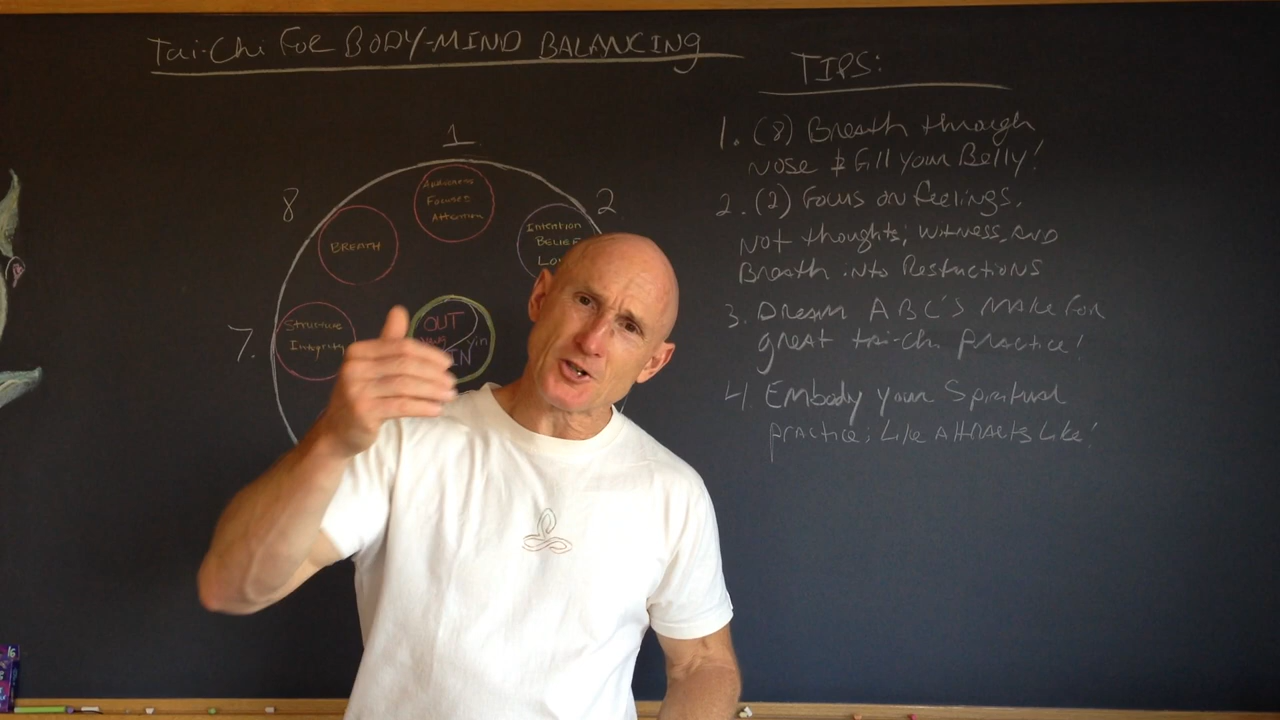 Tai-Chi FOR BODY-MIND BALANCING
TIPS:
1. (8) Breath through
Nose & Fill your Belly!
2. (2) Focus on feelings,
Not thoughts; Witness, AND
Breath into Restrictions
3. Dream ABC'S MAKE FOR
great tai-chi practice!
4. Embody your Spiritual
practice; Like Attracts Like!
1
Awareness
Focuses
Attention
2
Intention
BELIEF
8
BREATH
7.
Structure
Integrity
OUT
yin
IN
16